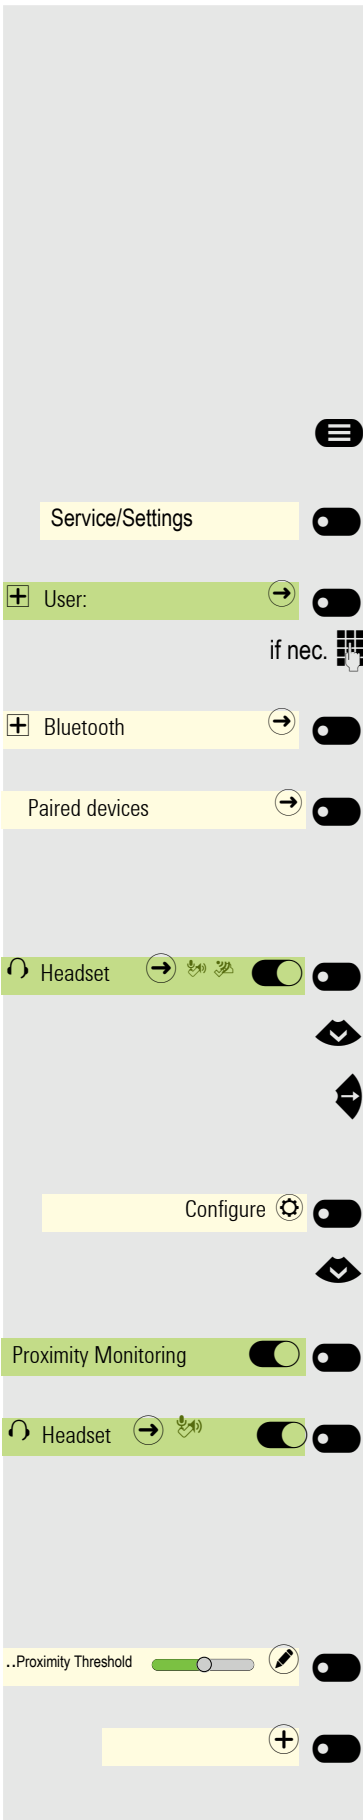 Service/Settings
User:
if nec.
Bluetooth
Paired devices
Headset
Configure
Proximity Monitoring
Headset
..Proximity Threshold